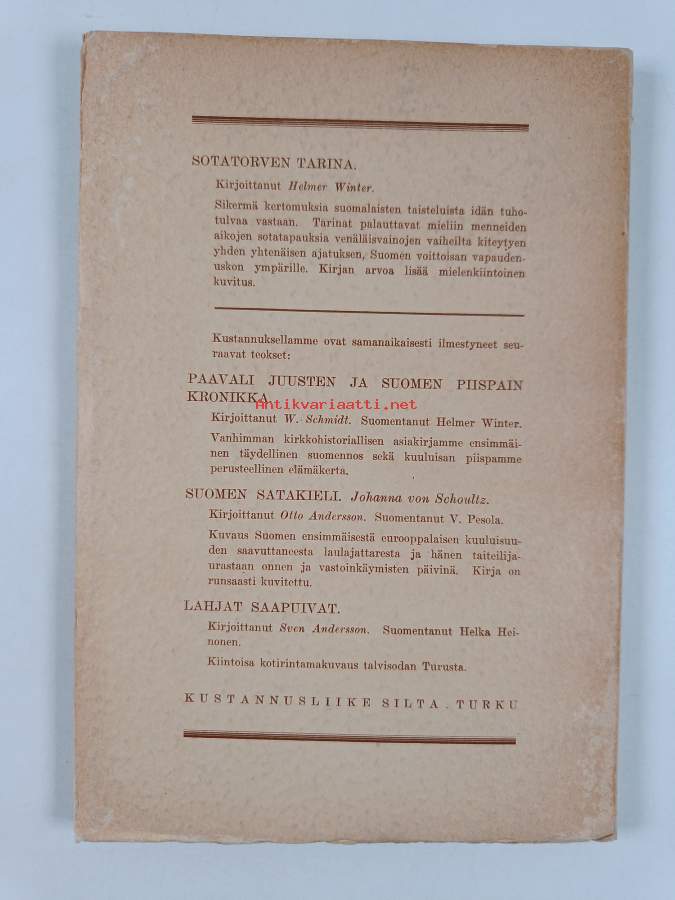 SOTATORVEN TARINA.
Kirjoittanut Helmer Winter.
Sikermä kertomuksia suomalaisten taisteluista idän tuho-
tulvaa vastaan. Tarinat palauttavat mieliin menneiden
aikojen sotatapauksia venäläisvainojen vaiheilta kiteytyen
yhden yhtenäisen ajatuksen, Suomen voittoisan vapauden-
uskon ympärille. Kirjan arvoa lisää mielenkiintoinen
kuvitus.
Kustannuksellamme ovat samanaikaisesti ilmestyneet seu-
raavat teokset:
PAAVALI JUUSTEN JA SUOMEN PIISPAIN
KRONIKKA.
Antikvariaatti.net
Kirjoittanut W. Schmidt. Suomentanut Helmer Winter.
Vanhimman kirkkohistoriallisen asiakirjamme ensimmäi-
nen täydellinen suomennos sekä kuuluisan piispamme
perusteellinen elämäkerta.
SUOMEN SATAKIELI. Johanna von Schoultz.
Kirjoittanut Otto Andersson. Suomentanut V. Pesola.
Kuvaus Suomen ensimmäisestä eurooppalaisen kuuluisuu-
den saavuttaneesta laulajattaresta ja hänen taiteilija-
urastaan onnen ja vastoinkäymisten päivinä. Kirja on
runsaasti kuvitettu.
LAHJAT SAAPUIVAT.
Kirjoittanut Sven Andersson. Suomentanut Helka Hei-
nonen.
Kiintoisa kotirintamakuvaus talvisodan Turusta.
KUSTANNUSLIIKE SILTA . TURKU